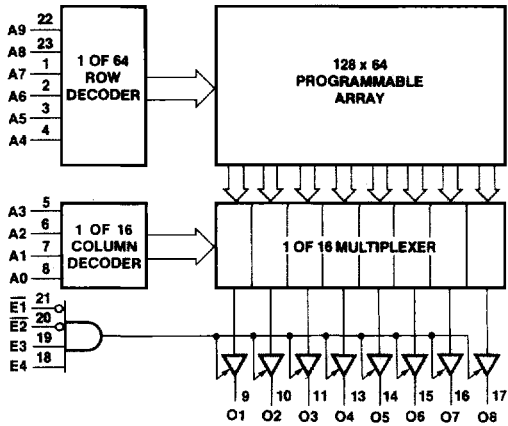 A9 22
A8 23
A7 1
A6 2
A5 3
A4 4
1 OF 64
ROW
DECODER
128 x 64
PROGRAMMABLE
ARRAY
A3 5
A2 6
A1 7
A0 8
1 OF 16
COLUMN
DECODER
1 OF 16 MULTIPLEXER
E1 21
E2 20
E3 19
E4 18
9 10 11 13 14 15 16 17
O1 O2 O3 O4 O5 O6 O7 O8